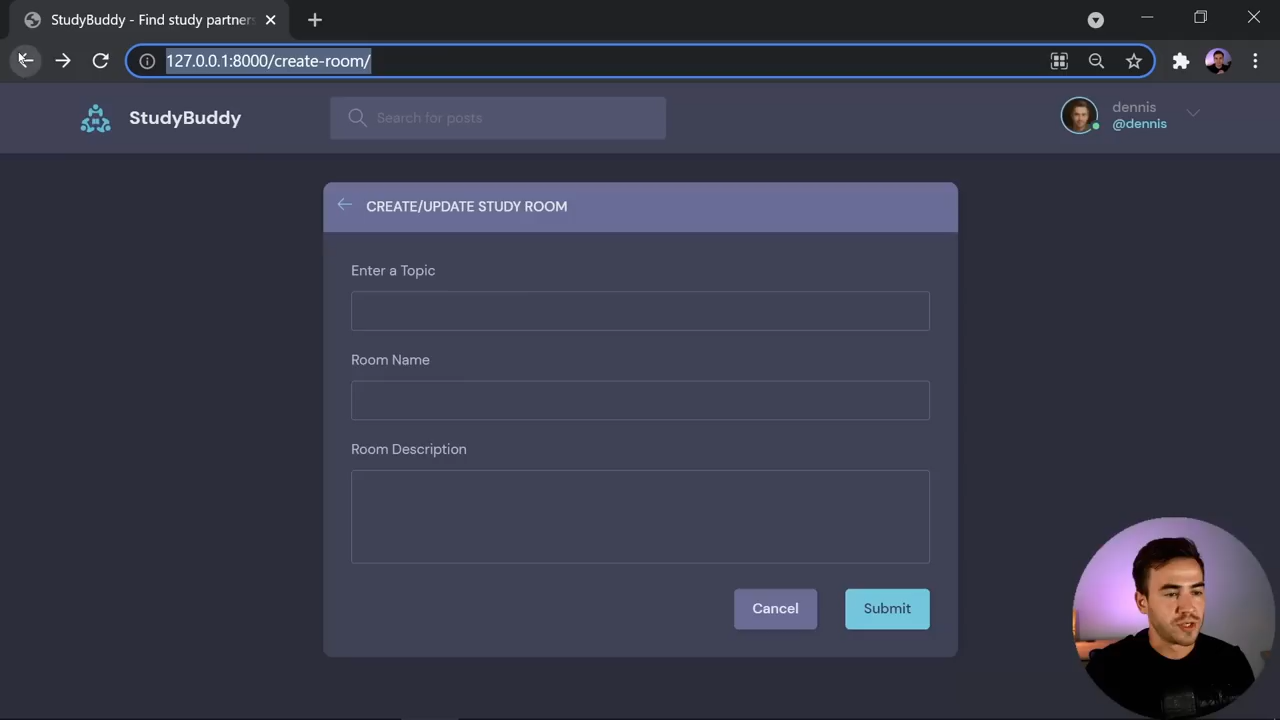 StudyBuddy - Find study partners
127.0.0.1:8000/create-room/
StudyBuddy
Search for posts
dennis
@dennis
CREATE/UPDATE STUDY ROOM
Enter a Topic
Room Name
Room Description
Cancel
Submit